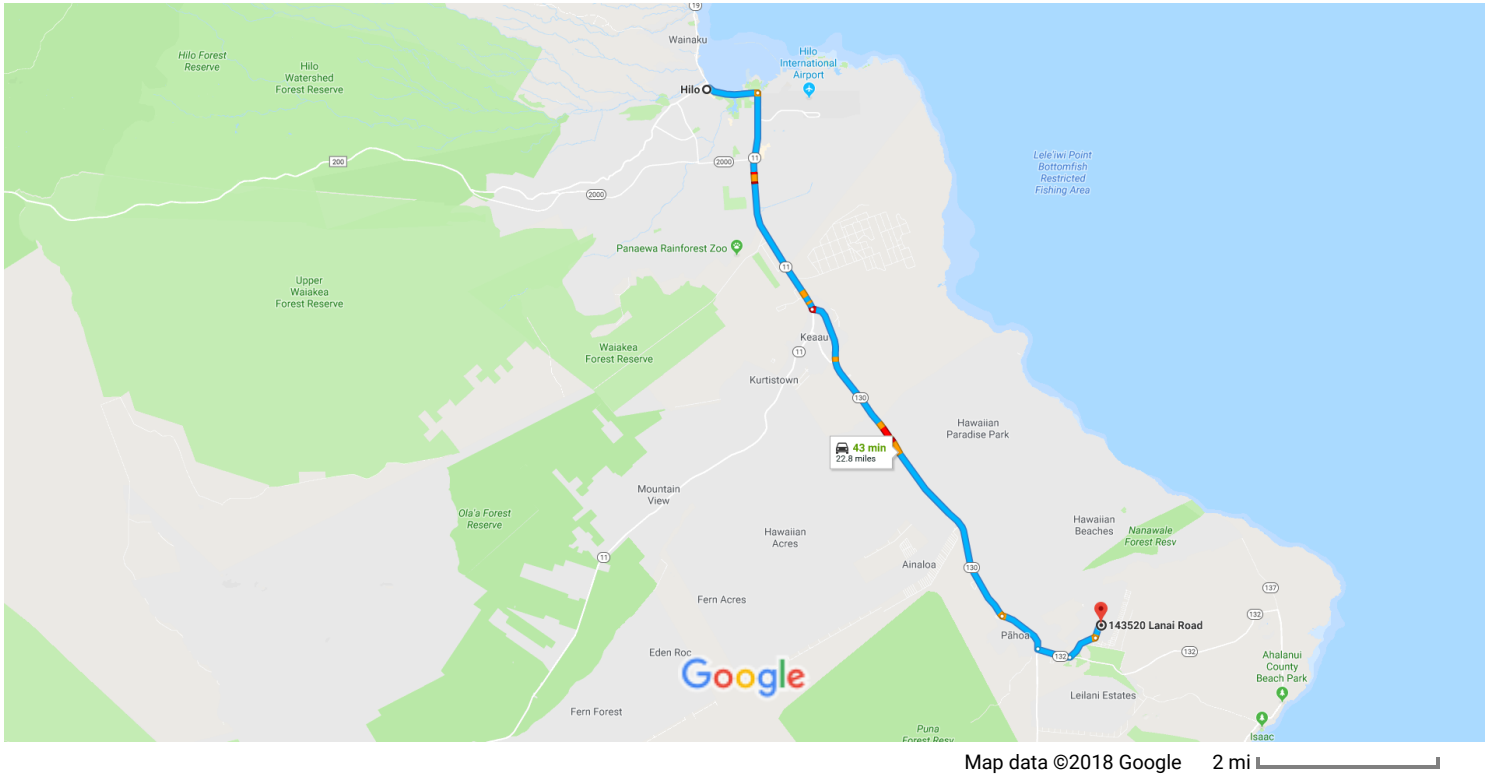 19
Wainaku
Hilo Forest
Reserve
Hilo
Watershed
Forest Reserve
Hilo
International
Airport
Hilo
11
200
2000
2000
Lele'iwi Point
Bottomfish
Restricted
Fishing Area
Panaewa Rainforest Zoo
11
Upper
Waiakea
Forest Reserve
Keaau
Waiakea
Forest Reserve
11
Kurtistown
130
Hawaiian
Paradise Park
43 min
22.8 miles
Mountain
View
Ola'a Forest
Reserve
Hawaiian
Acres
Hawaiian
Beaches
Nanawale
Forest Resv
11
Ainaloa
130
137
Fern Acres
132
143520 Lanai Road
Pāhoa
Eden Roc
132
132
Ahalanui
County
Beach Park
Google
Leilani Estates
Fern Forest
Puna
Forest Resv
Isaac
Map data ©2018 Google 2 mi